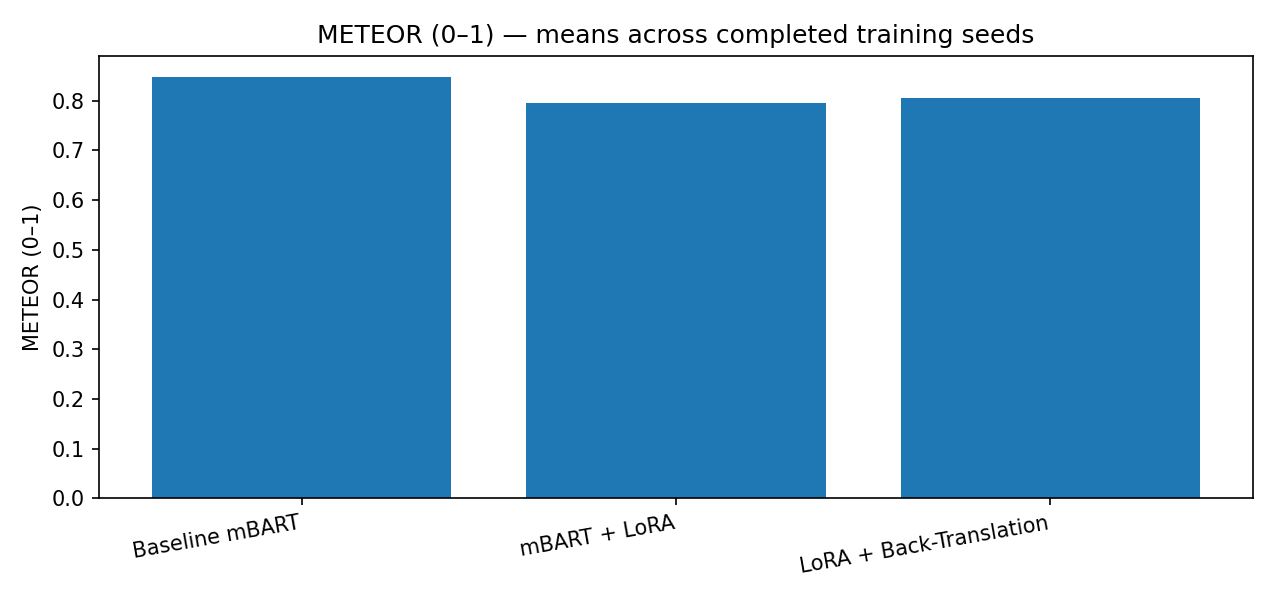 METEOR (0–1) — means across completed training seeds
METEOR (0–1)
0.8
0.7
0.6
0.5
0.4
0.3
0.2
0.1
0.0
Baseline mBART
mBART + LoRA
LoRA + Back-Translation